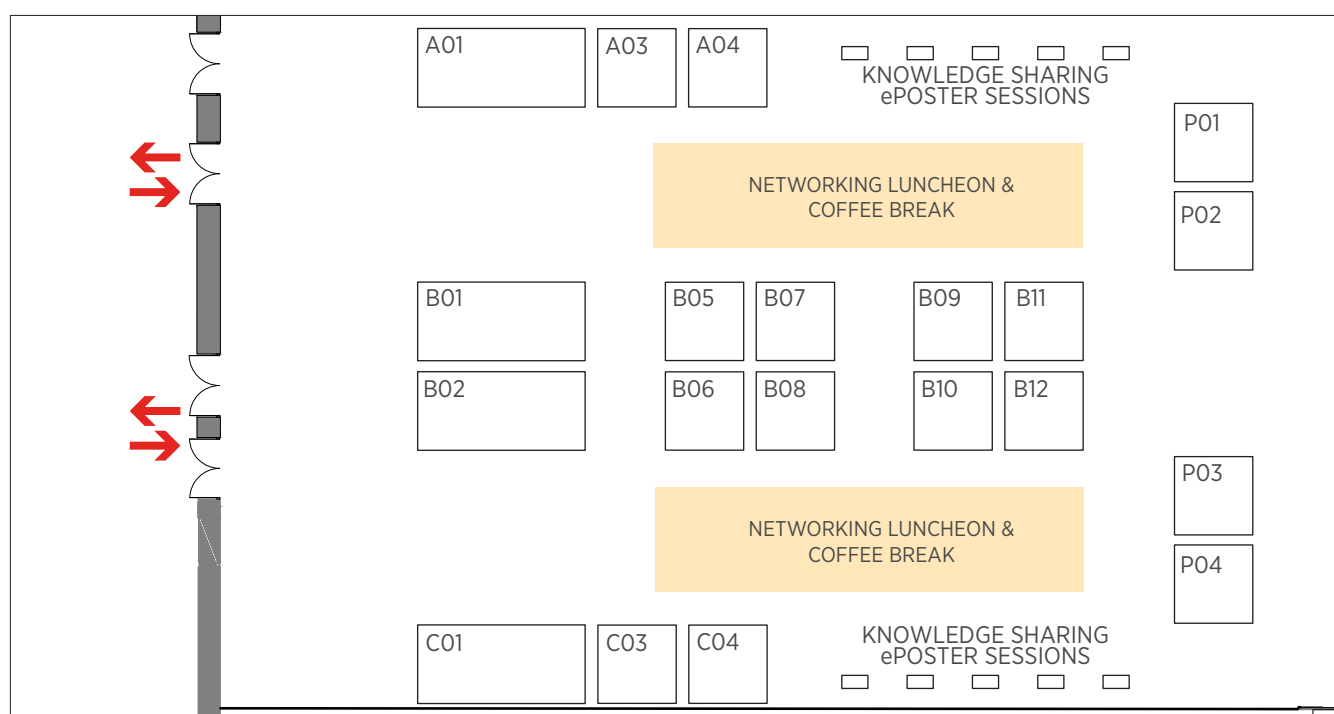 A01
A03
A04
KNOWLEDGE SHARING
ePOSTER SESSIONS
P01
NETWORKING LUNCHEON &
COFFEE BREAK
P02
B01
B05
B07
B09
B11
B02
B06
B08
B10
B12
P03
NETWORKING LUNCHEON &
COFFEE BREAK
P04
C01
C03
C04
KNOWLEDGE SHARING
ePOSTER SESSIONS